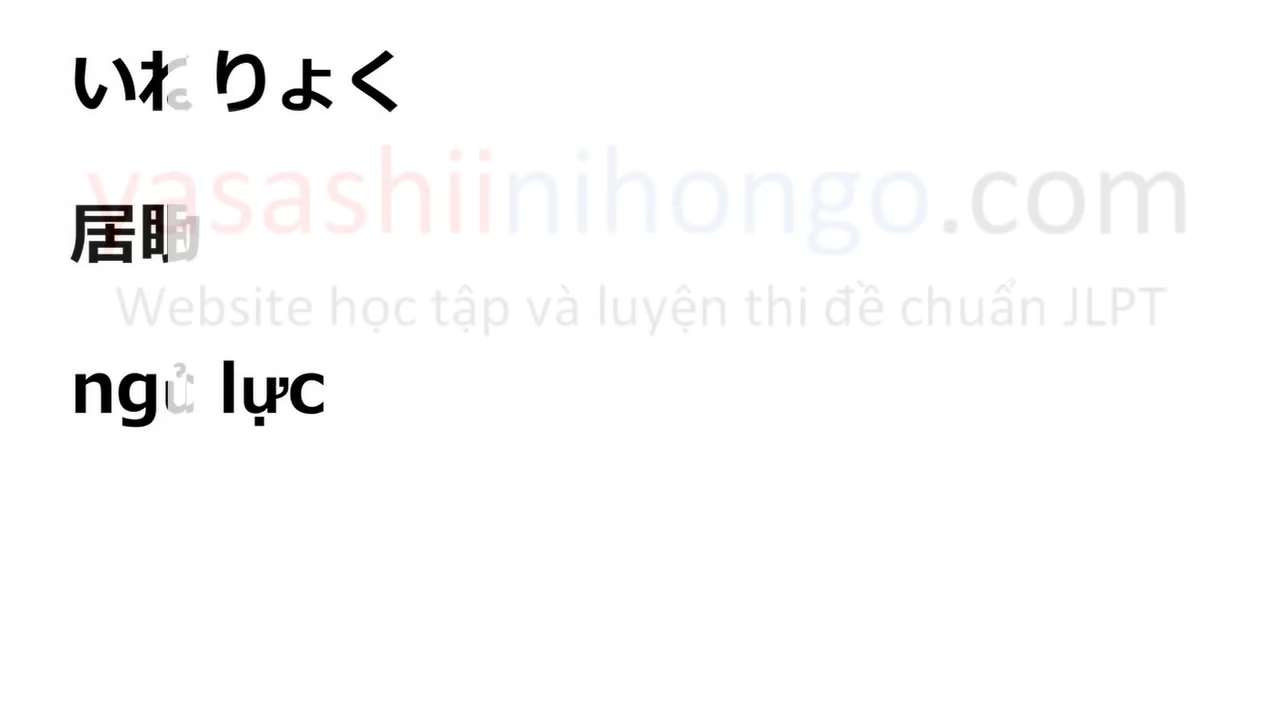 いね りょく
yasashiinihongo.com
居眠
Website học tập và luyện thi đề chuẩn JLPT
ngủ lực